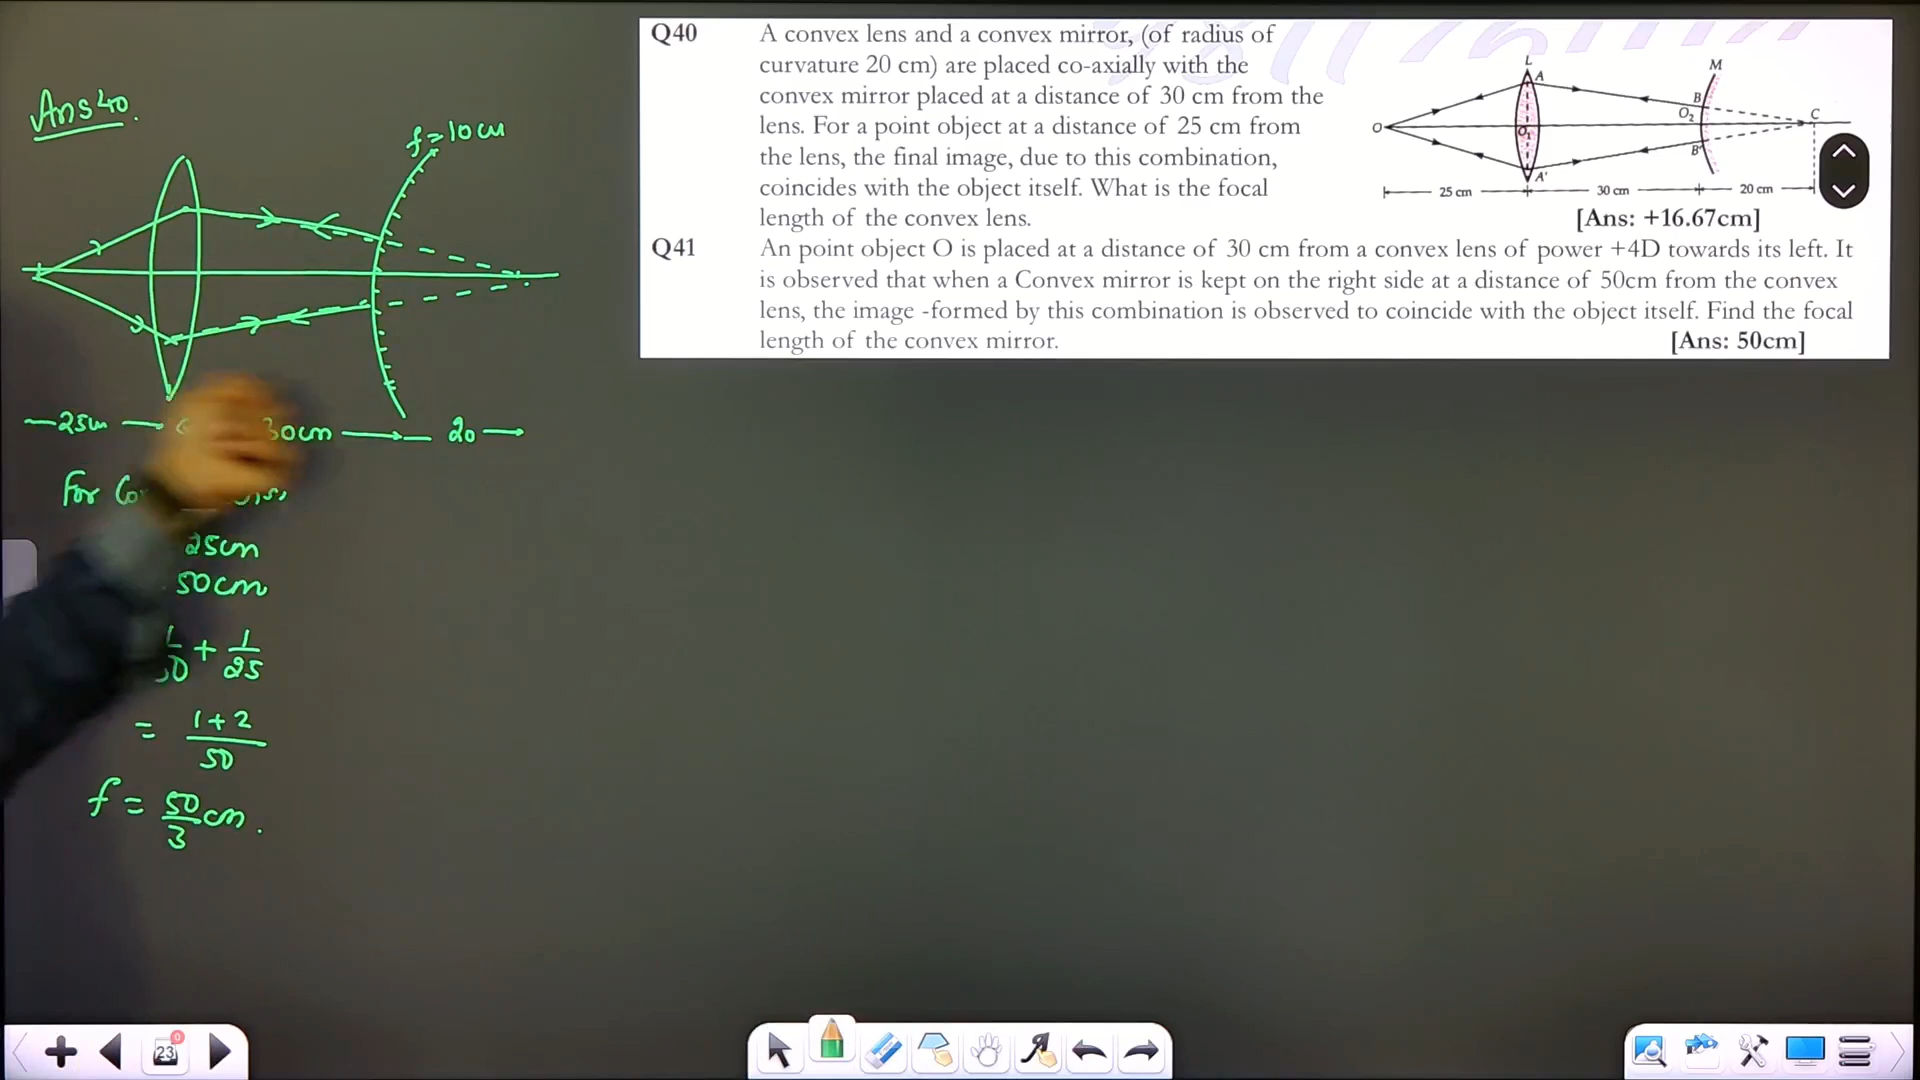 Ans 40.
f=10cm
25cm
30cm
20
For
25cm
50cm
+ 1/25
= 1+2/50
f = 50/3 cm.
Q40 A convex lens and a convex mirror, (of radius of
curvature 20 cm) are placed co-axially with the
convex mirror placed at a distance of 30 cm from the
lens. For a point object at a distance of 25 cm from
the lens, the final image, due to this combination,
coincides with the object itself. What is the focal
length of the convex lens.
L
A
M
B
O₂
C
O
O₁
B'
A'
25 cm
30 cm
20 cm
[Ans: +16.67cm]
Q41 An point object O is placed at a distance of 30 cm from a convex lens of power +4D towards its left. It
is observed that when a Convex mirror is kept on the right side at a distance of 50cm from the convex
lens, the image -formed by this combination is observed to coincide with the object itself. Find the focal
length of the convex mirror. [Ans: 50cm]
23
0